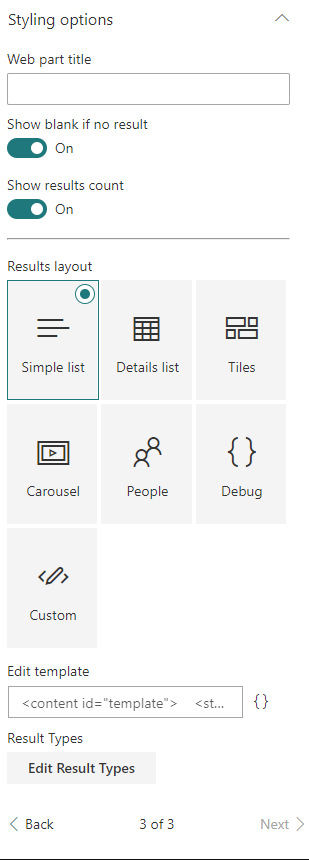 Styling options
Web part title
Show blank if no result
On
Show results count
On
Results layout
Simple list
Details list
Tiles
Carousel
People
{ } Debug
Custom
Edit template
<content id="template"> <st... {}
Result Types
Edit Result Types
Back 3 of 3 Next